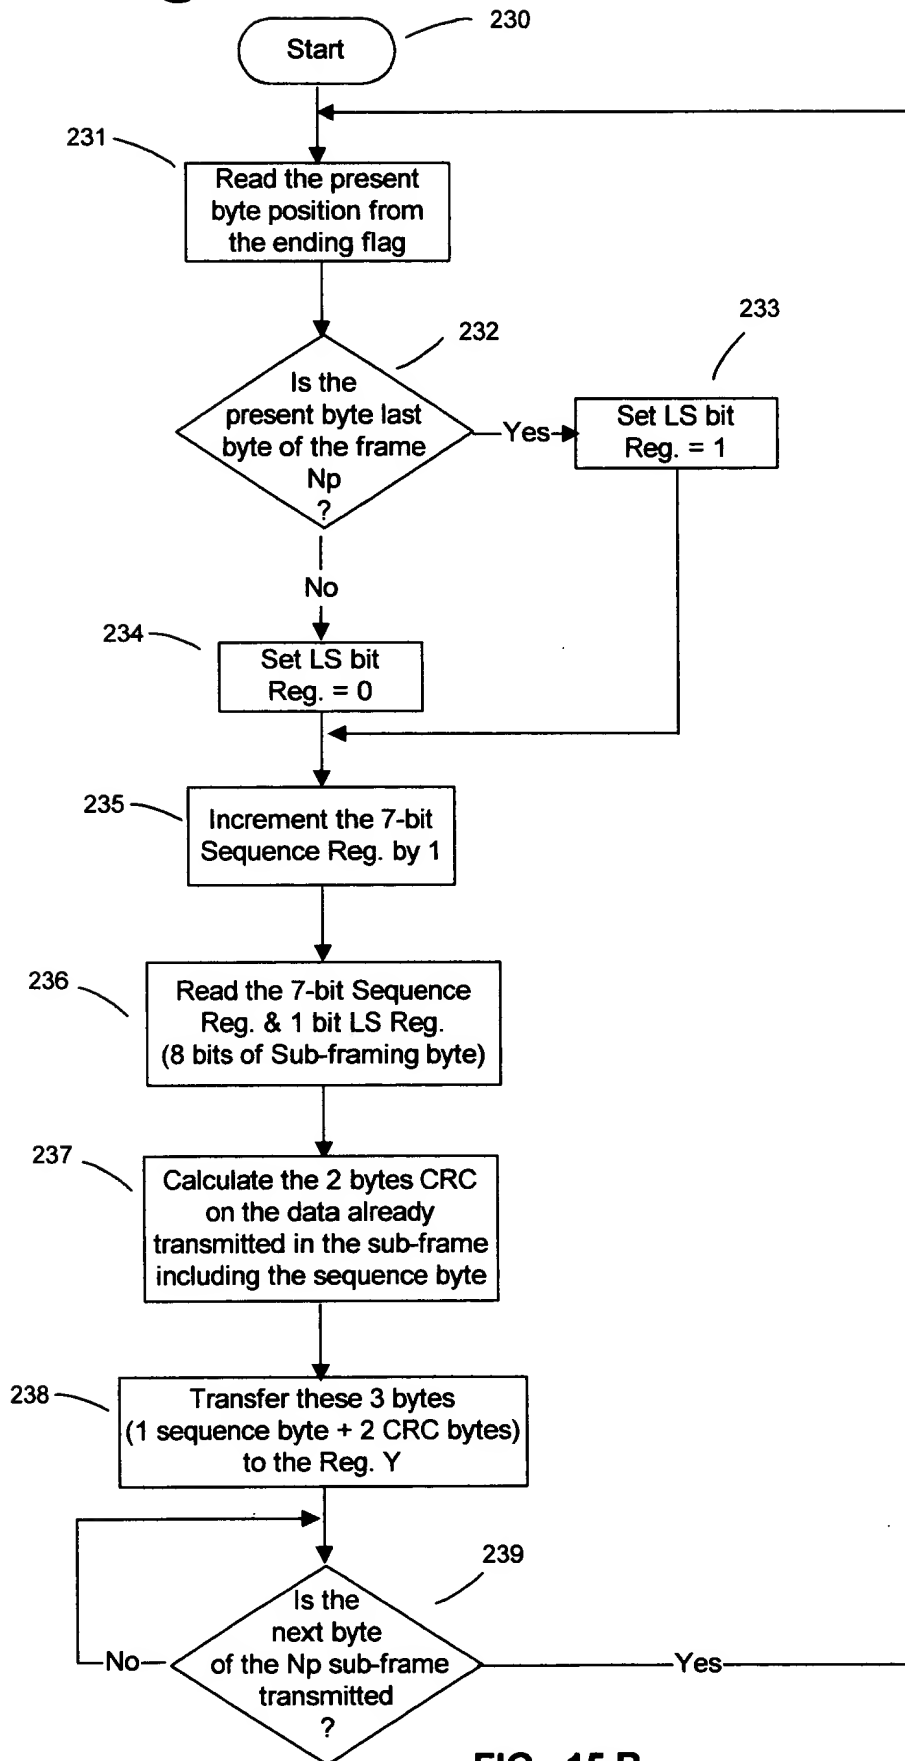 Start
230
231
Read the present
byte position from
the ending flag
232
Is the
present byte last
byte of the frame
Np
?
Yes
233
Set LS bit
Reg. = 1
No
234
Set LS bit
Reg. = 0
235
Increment the 7-bit
Sequence Reg. by 1
236
Read the 7-bit Sequence
Reg. & 1 bit LS Reg.
(8 bits of Sub-framing byte)
237
Calculate the 2 bytes CRC
on the data already
transmitted in the sub-frame
including the sequence byte
238
Transfer these 3 bytes
(1 sequence byte + 2 CRC bytes)
to the Reg. Y
239
Is the
next byte
of the Np sub-frame
transmitted
?
No
Yes
FIG. 15 B